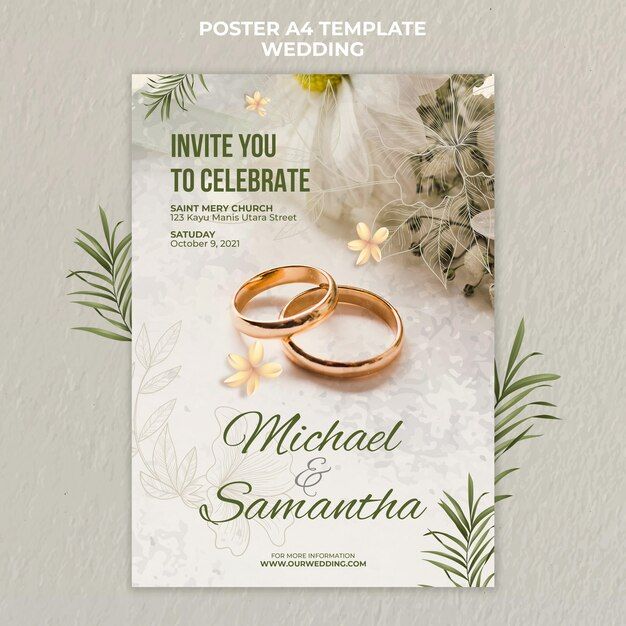 POSTER A4 TEMPLATE
WEDDING
INVITE YOU
TO CELEBRATE
SAINT MERY CHURCH
123 Kayu Manis Utara Street
SATUDAY
October 9, 2021
Michael
&
Samantha
FOR MORE INFORMATION
WWW.OURWEDDING.COM